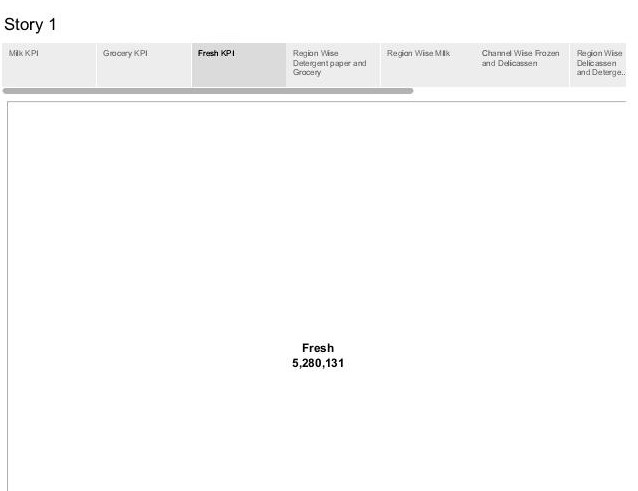 Story 1
Milk KPI
Grocery KPI
Fresh KPI
Region Wise
Detergent paper and
Grocery
Region Wise Milk
Channel Wise Frozen
and Delicassen
Region Wise
Delicassen
and Deterge..
Fresh
5,280,131